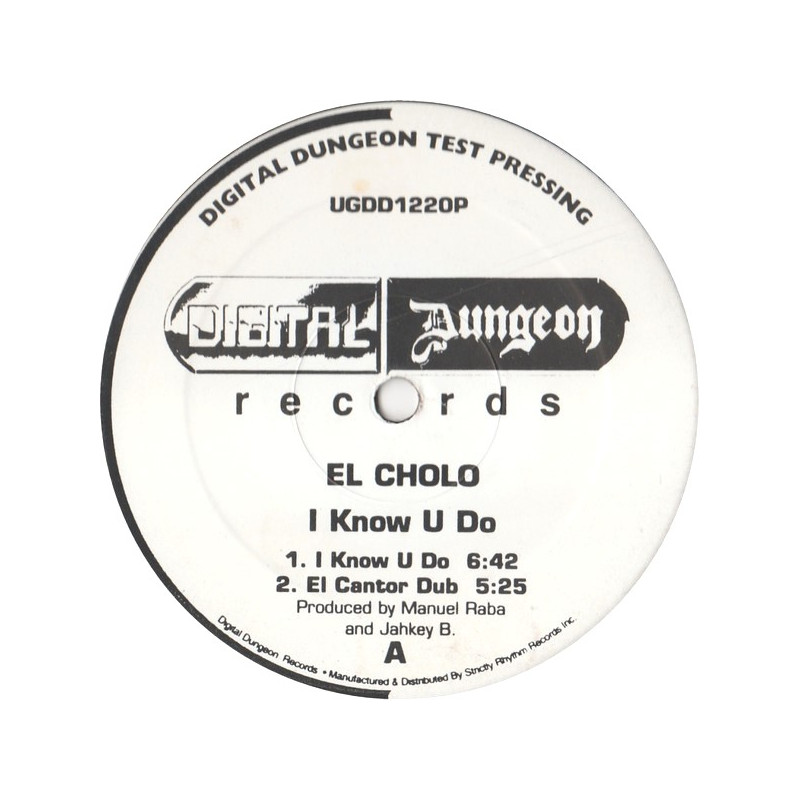 DIGITAL DUNGEON TEST PRESSING
UGDD1220P
DIGITAL Dungeon
records
EL CHOLO
I Know U Do
1. I Know U Do 6:42
2. El Cantor Dub 5:25
Produced by Manuel Raba
and Jahkey B.
A
Digital Dungeon Records • Manufactured & Distributed By Strictly Rhythm Records Inc.